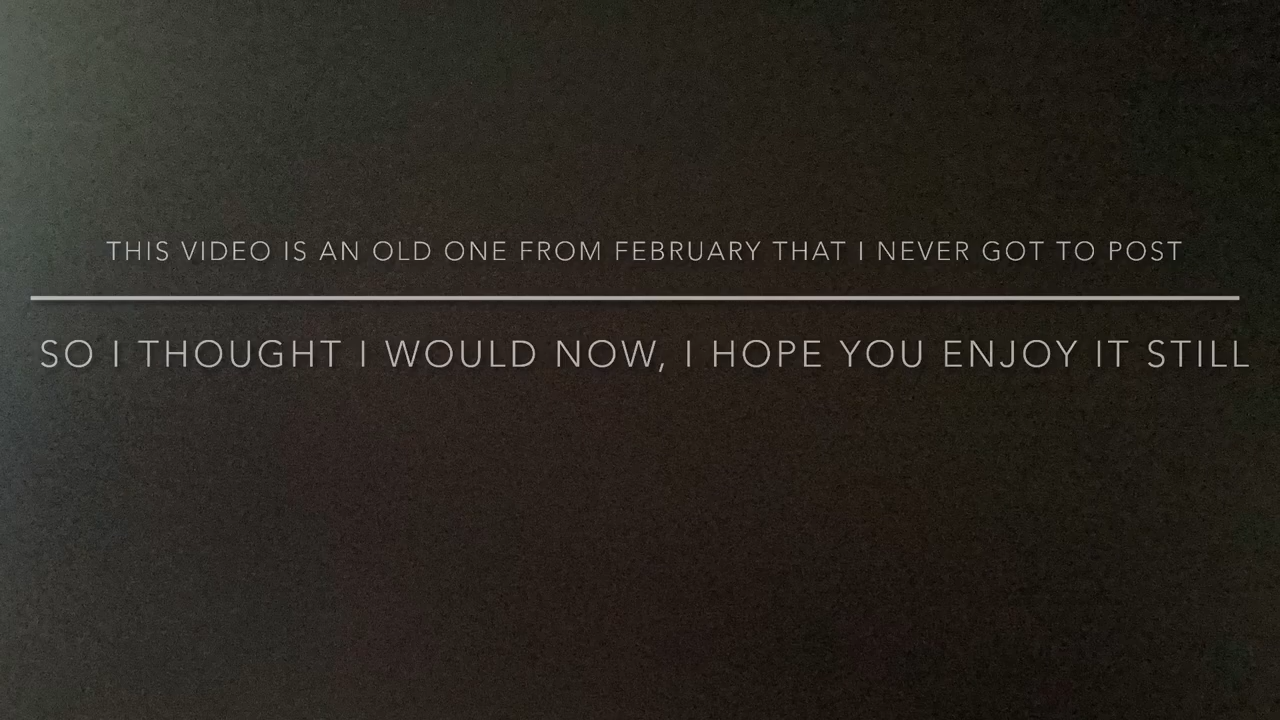 THIS VIDEO IS AN OLD ONE FROM FEBRUARY THAT I NEVER GOT TO POST
SO I THOUGHT I WOULD NOW, I HOPE YOU ENJOY IT STILL